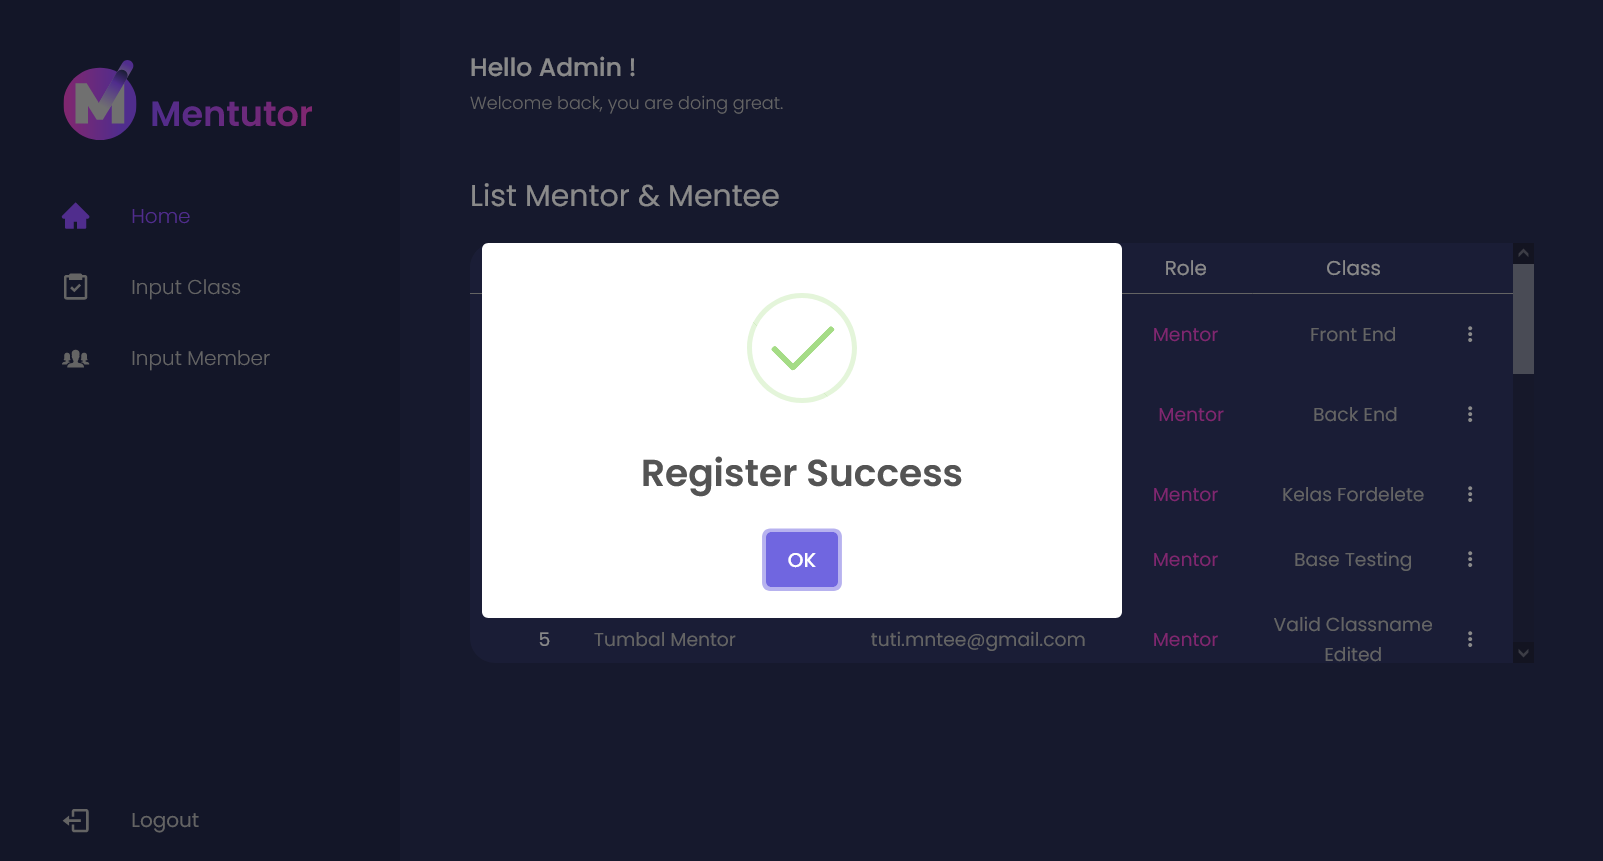 Mentutor
Home
Input Class
Input Member
Logout
Hello Admin !
Welcome back, you are doing great.
List Mentor & Mentee
Role Class
Mentor Front End
Mentor Back End
Mentor Kelas Fordelete
Mentor Base Testing
5 Tumbal Mentor tuti.mntee@gmail.com Mentor Valid Classname
Edited
Register Success
OK